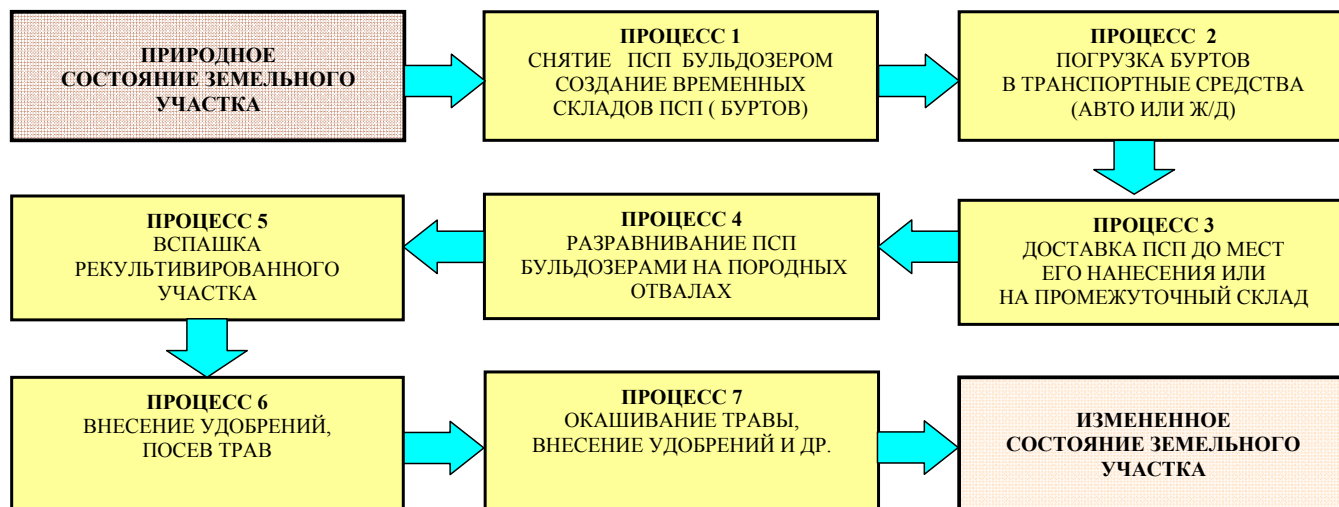 ПРИРОДНОЕ
СОСТОЯНИЕ ЗЕМЕЛЬНОГО
УЧАСТКА
ПРОЦЕСС 1
СНЯТИЕ ПСП БУЛЬДОЗЕРОМ
СОЗДАНИЕ ВРЕМЕННЫХ
СКЛАДОВ ПСП ( БУРТОВ)
ПРОЦЕСС 2
ПОГРУЗКА БУРТОВ
В ТРАНСПОРТНЫЕ СРЕДСТВА
(АВТО ИЛИ Ж/Д)
ПРОЦЕСС 3
ДОСТАВКА ПСП ДО МЕСТ
ЕГО НАНЕСЕНИЯ ИЛИ
НА ПРОМЕЖУТОЧНЫЙ СКЛАД
ПРОЦЕСС 4
РАЗРАВНИВАНИЕ ПСП
БУЛЬДОЗЕРАМИ НА ПОРОДНЫХ
ОТВАЛАХ
ПРОЦЕСС 5
ВСПАШКА
РЕКУЛЬТИВИРОВАННОГО
УЧАСТКА
ПРОЦЕСС 6
ВНЕСЕНИЕ УДОБРЕНИЙ,
ПОСЕВ ТРАВ
ПРОЦЕСС 7
ОКАШИВАНИЕ ТРАВЫ,
ВНЕСЕНИЕ УДОБРЕНИЙ И ДР.
ИЗМЕНЕННОЕ
СОСТОЯНИЕ ЗЕМЕЛЬНОГО
УЧАСТКА